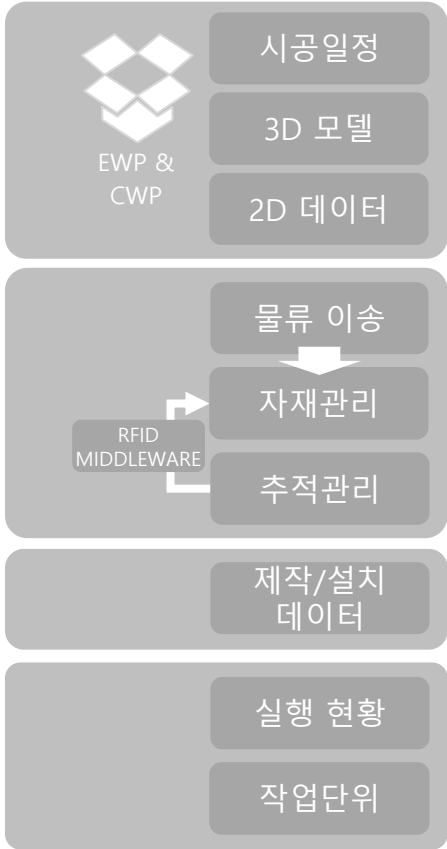 시공일정
3D 모델
EWP &
CWP
2D 데이터
물류 이송
자재관리
RFID
MIDDLEWARE
추적관리
제작/설치
데이터
실행 현황
작업단위